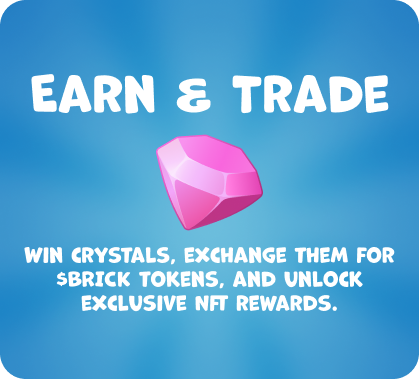 EARN & TRADE
WIN CRYSTALS, EXCHANGE THEM FOR
$BRICK TOKENS, AND UNLOCK
EXCLUSIVE NFT REWARDS.